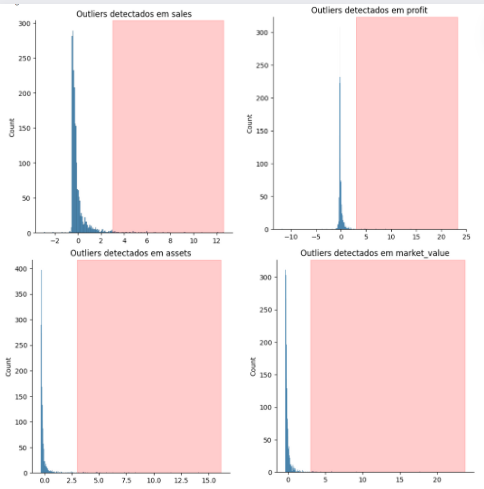 Outliers detectados em sales
Count
300
250
200
150
100
50
0
−2 0 2 4 6 8 10 12
Outliers detectados em profit
Count
300
250
200
150
100
50
0
−10 −5 0 5 10 15 20 25
Outliers detectados em assets
Count
400
350
300
250
200
150
100
50
0
0.0 2.5 5.0 7.5 10.0 12.5 15.0
Outliers detectados em market_value
Count
300
250
200
150
100
50
0
0 5 10 15 20